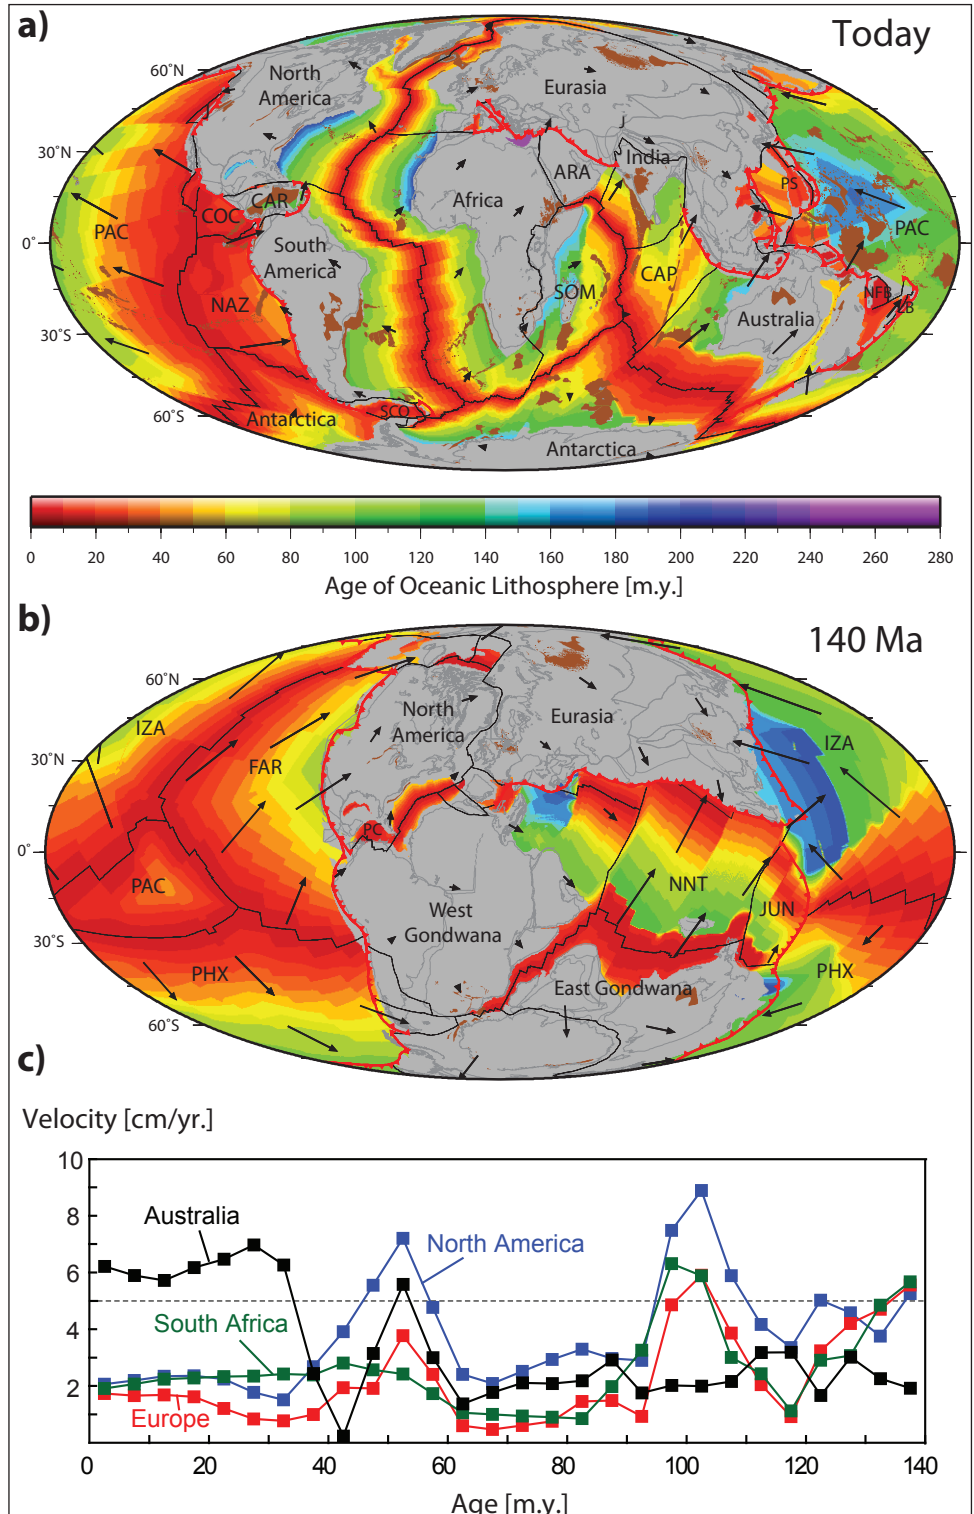 a)
Today
60˚N
North
America
Eurasia
30˚N
India
ARA
PS
CAR
Africa
COC
PAC
PAC
0˚
South
America
CAP
SOM
NAZ
NFB
LB
Australia
30˚S
SCO
60˚S
Antarctica
Antarctica
0 20 40 60 80 100 120 140 160 180 200 220 240 260 280
Age of Oceanic Lithosphere [m.y.]
b)
140 Ma
60˚N
North
America
Eurasia
IZA
IZA
FAR
30˚N
PC
0˚
PAC
NNT
West
Gondwana
JUN
30˚S
PHX
East Gondwana
PHX
60˚S
c)
Velocity [cm/yr.]
10
8
Australia
North America
6
4
South Africa
2
Europe
0 20 40 60 80 100 120 140
Age [m.y.]